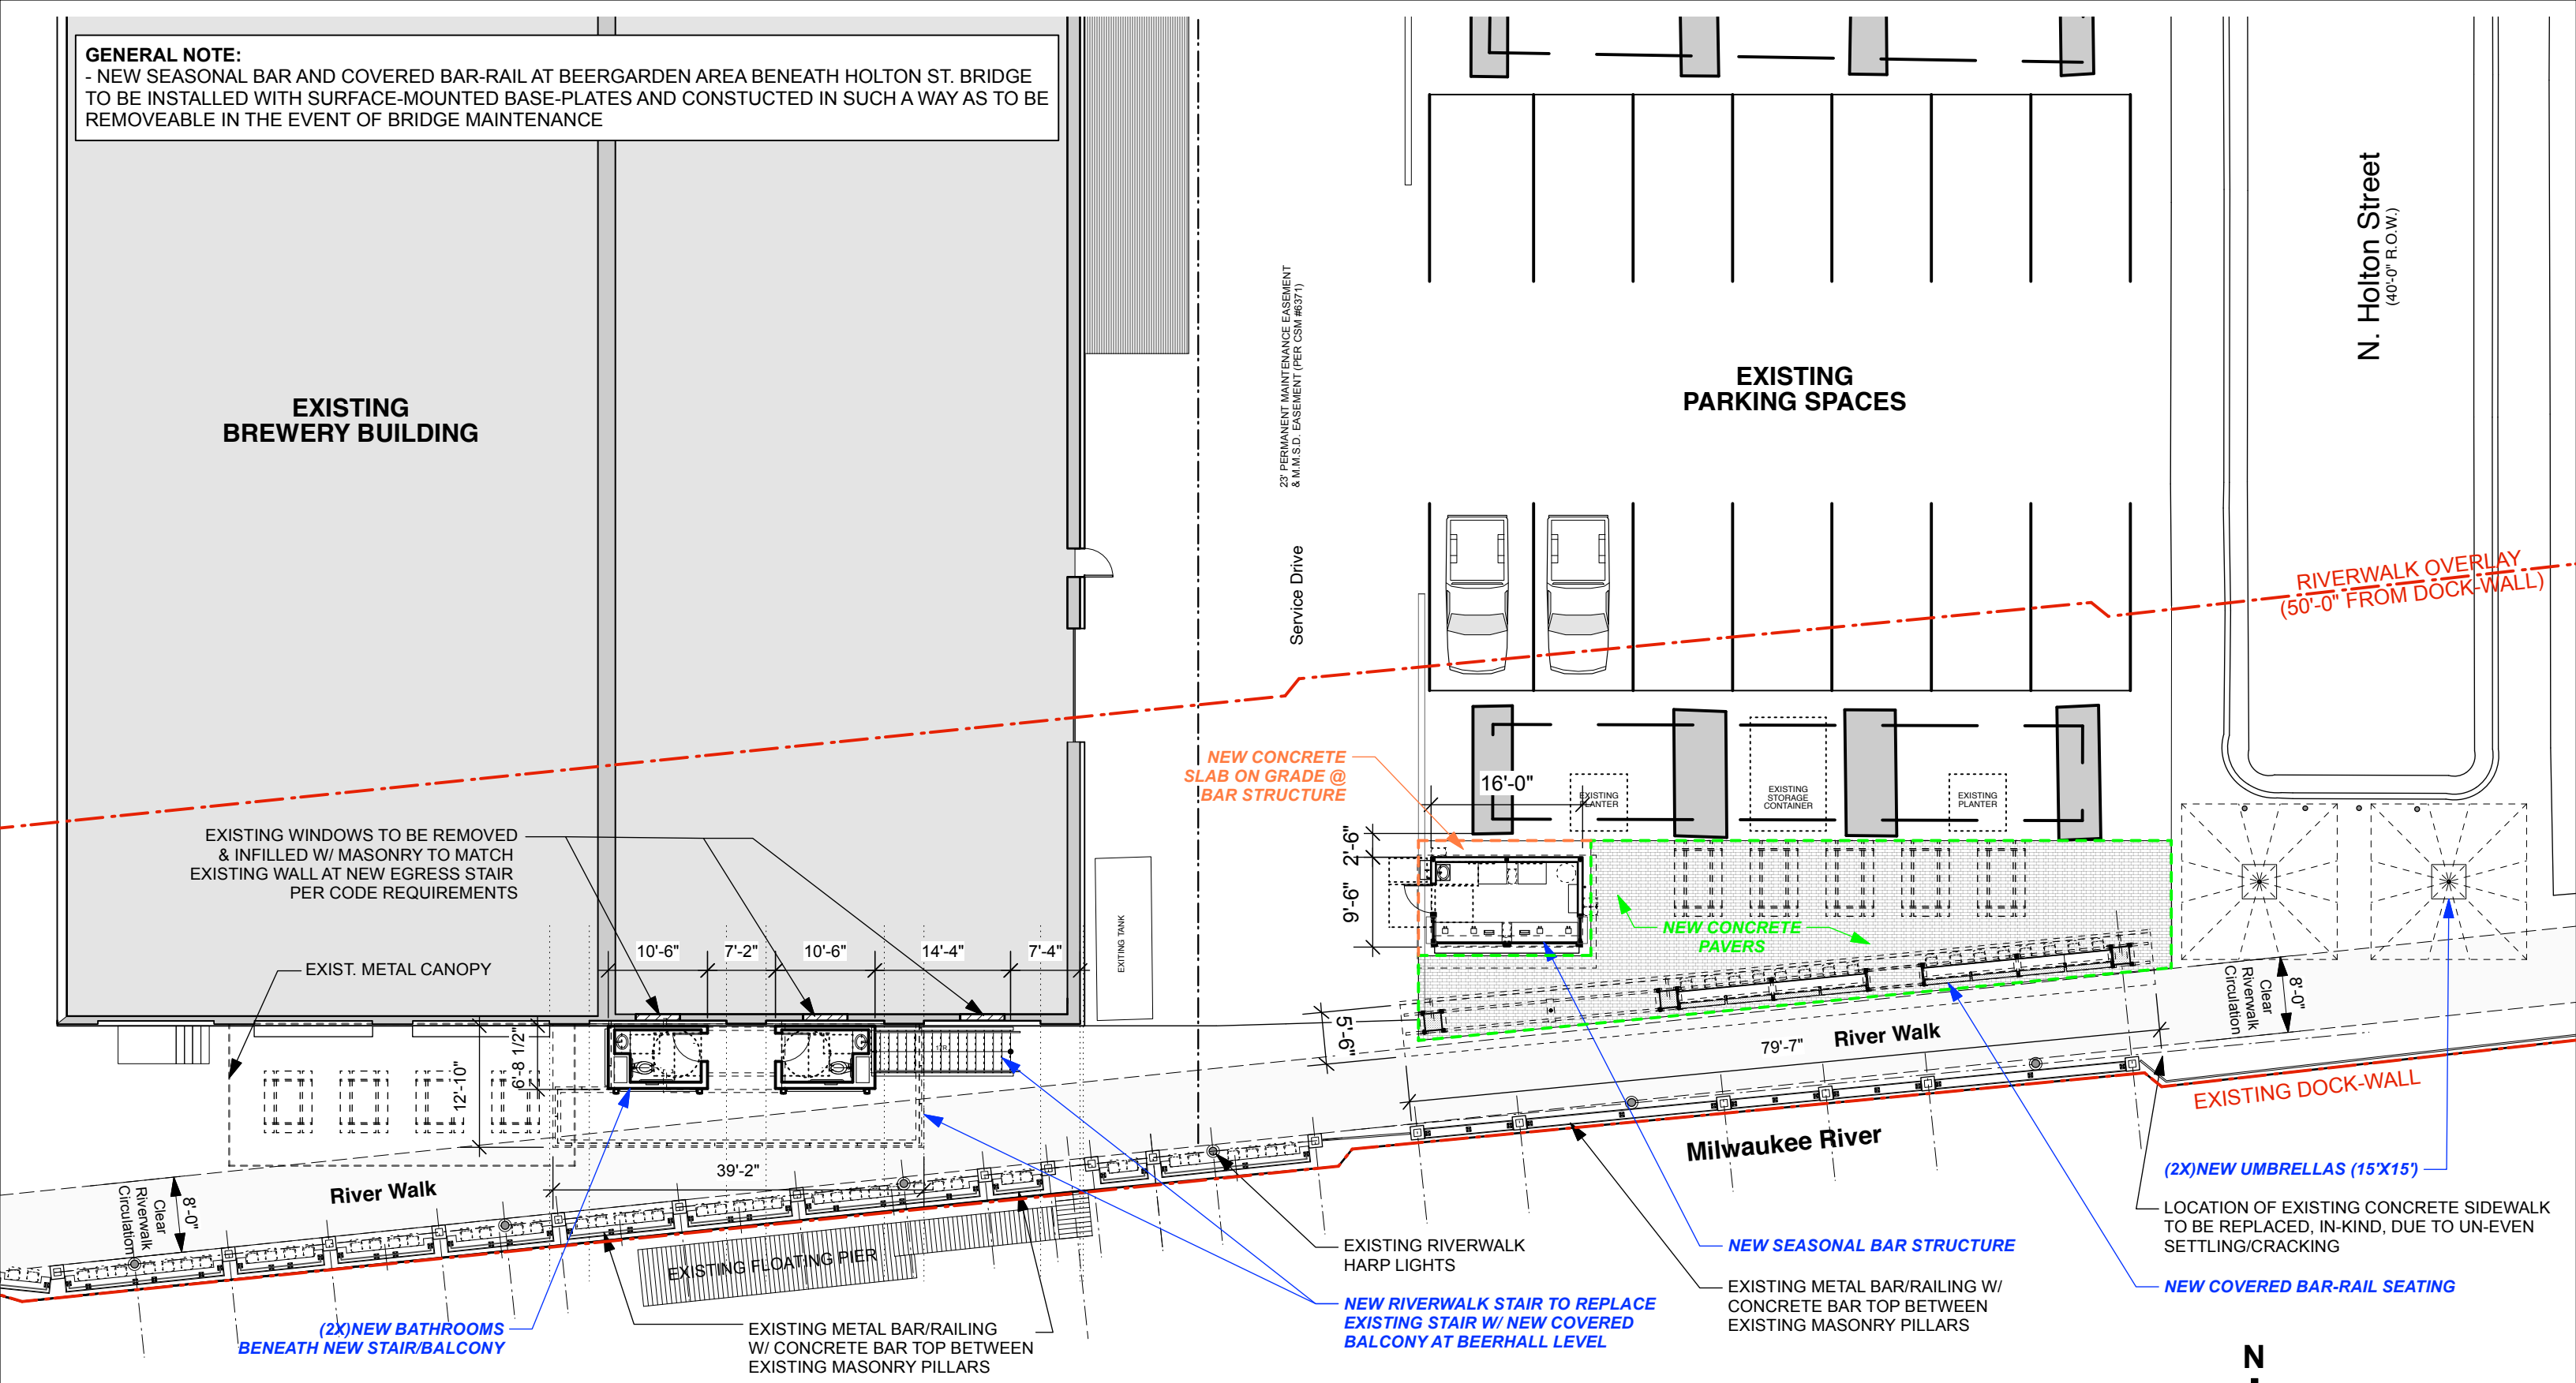 GENERAL NOTE:
- NEW SEASONAL BAR AND COVERED BAR-RAIL AT BEERGARDEN AREA BENEATH HOLTON ST. BRIDGE
TO BE INSTALLED WITH SURFACE-MOUNTED BASE-PLATES AND CONSTUCTED IN SUCH A WAY AS TO BE
REMOVEABLE IN THE EVENT OF BRIDGE MAINTENANCE
EXISTING
BREWERY BUILDING
23' PERMANENT MAINTENANCE EASEMENT
& M.M.S.D. EASEMENT (PER CSM #6371)
Service Drive
EXISTING
PARKING SPACES
N. Holton Street
(40'-0" R.O.W.)
RIVERWALK OVERLAY
(50'-0" FROM DOCK-WALL)
NEW CONCRETE
SLAB ON GRADE @
BAR STRUCTURE
16'-0"
EXISTING
PLANTER
EXISTING
STORAGE
CONTAINER
EXISTING
PLANTER
2'-6"
9'-6"
NEW CONCRETE
PAVERS
EXISTING WINDOWS TO BE REMOVED
& INFILLED W/ MASONRY TO MATCH
EXISTING WALL AT NEW EGRESS STAIR
PER CODE REQUIREMENTS
EXIST. METAL CANOPY
10'-6"
7'-2"
10'-6"
14'-4"
7'-4"
EXITING TANK
6'-8 1/2"
12'-10"
39'-2"
5'-6"
79'-7"
River Walk
8'-0"
Clear
Riverwalk
Circulation
EXISTING DOCK-WALL
Milwaukee River
River Walk
8'-0"
Clear
Riverwalk
Circulation
EXISTING FLOATING PIER
(2X)NEW BATHROOMS
BENEATH NEW STAIR/BALCONY
EXISTING METAL BAR/RAILING
W/ CONCRETE BAR TOP BETWEEN
EXISTING MASONRY PILLARS
EXISTING RIVERWALK
HARP LIGHTS
NEW RIVERWALK STAIR TO REPLACE
EXISTING STAIR W/ NEW COVERED
BALCONY AT BEERHALL LEVEL
NEW SEASONAL BAR STRUCTURE
EXISTING METAL BAR/RAILING W/
CONCRETE BAR TOP BETWEEN
EXISTING MASONRY PILLARS
(2X)NEW UMBRELLAS (15'X15')
LOCATION OF EXISTING CONCRETE SIDEWALK
TO BE REPLACED, IN-KIND, DUE TO UN-EVEN
SETTLING/CRACKING
NEW COVERED BAR-RAIL SEATING
N